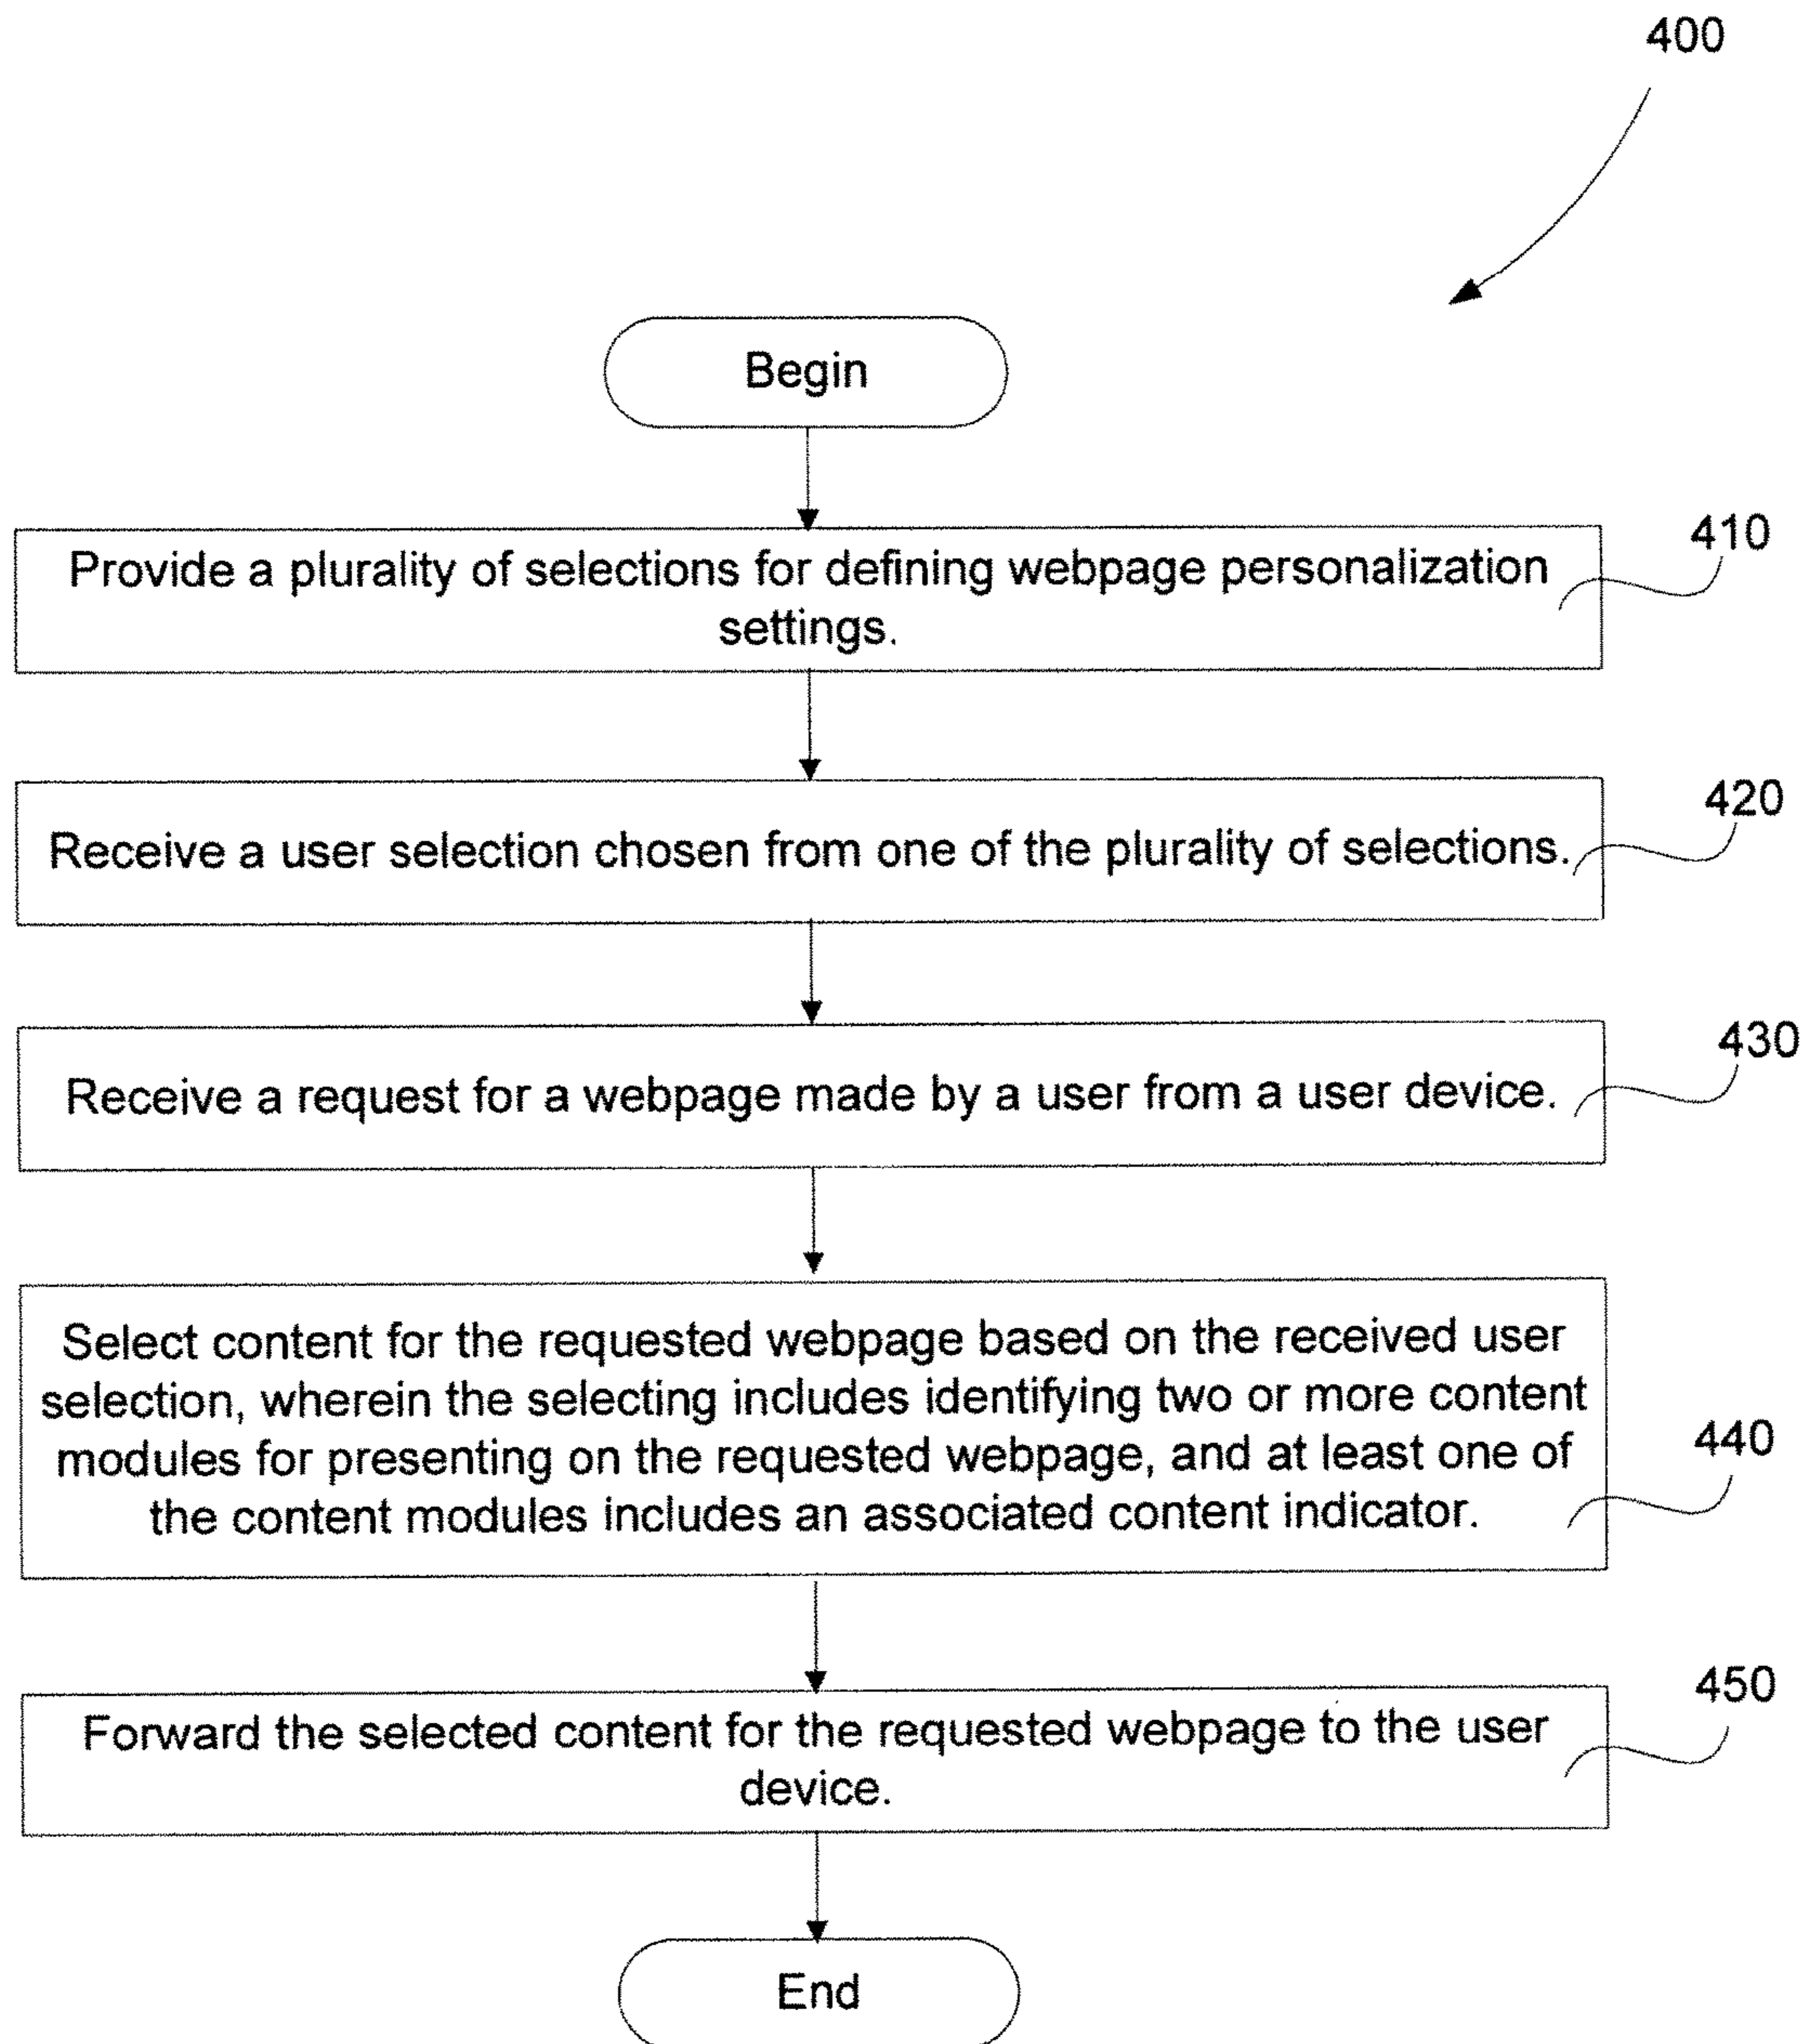 400
Begin
Provide a plurality of selections for defining webpage personalization
settings.
410
Receive a user selection chosen from one of the plurality of selections.
420
Receive a request for a webpage made by a user from a user device.
430
Select content for the requested webpage based on the received user
selection, wherein the selecting includes identifying two or more content
modules for presenting on the requested webpage, and at least one of
the content modules includes an associated content indicator.
440
Forward the selected content for the requested webpage to the user
device.
450
End